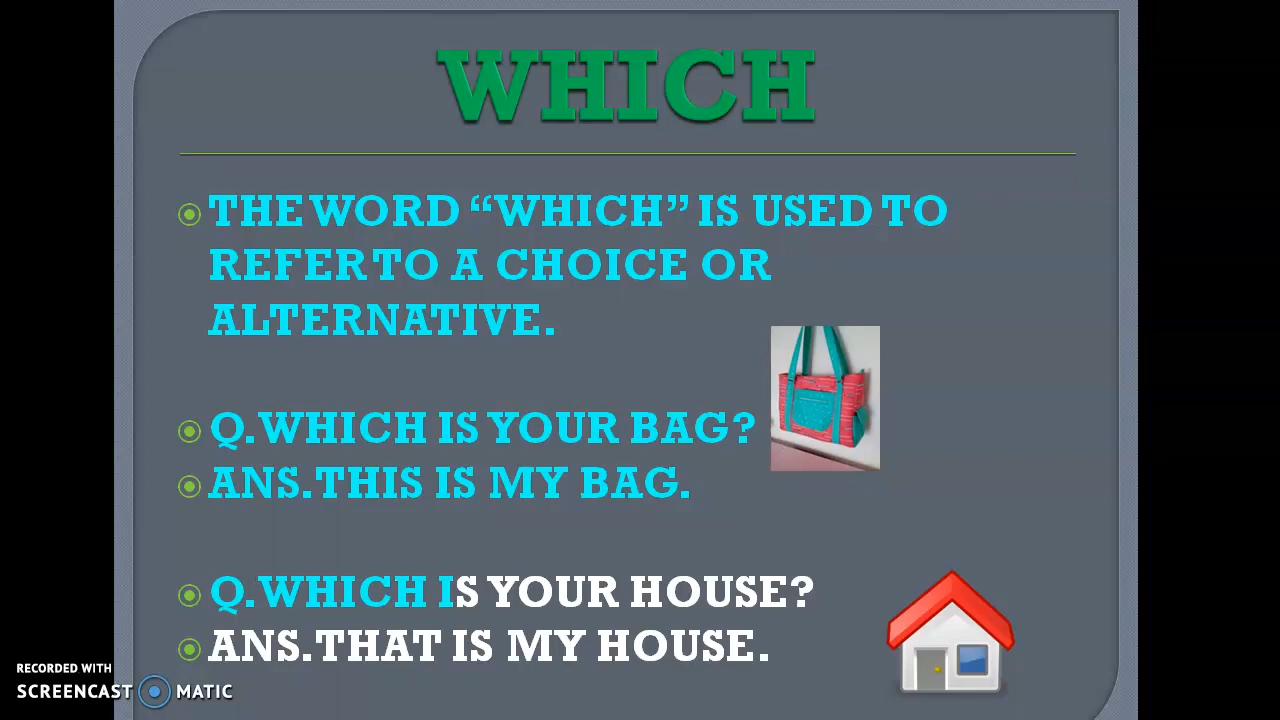 WHICH
THE WORD “WHICH” IS USED TO
REFER TO A CHOICE OR
ALTERNATIVE.
Q.WHICH IS YOUR BAG?
ANS.THIS IS MY BAG.
Q.WHICH IS YOUR HOUSE?
ANS.THAT IS MY HOUSE.
RECORDED WITH
SCREENCAST MATIC